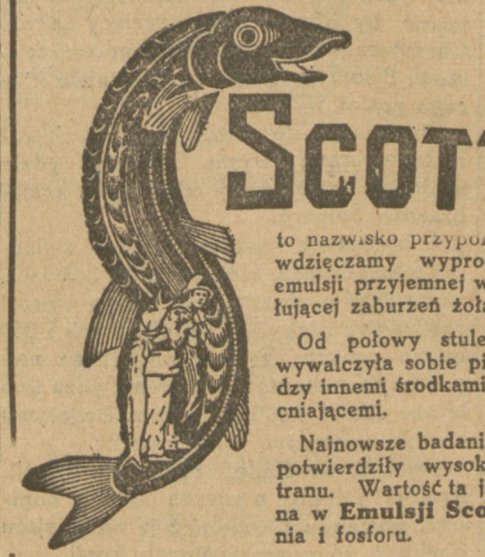 SCOTT
to nazwisko przypo
wdzięczamy wypro
emulsji przyjemnej w
łującej zaburzeń żoł
Od połowy stule
wywalczyła sobie pi
dzy innemi środkami
cniającemi.
Najnowsze badani
potwierdziły wysok
tranu. Wartość ta j
na w Emulsji Sco
nia i fosforu.